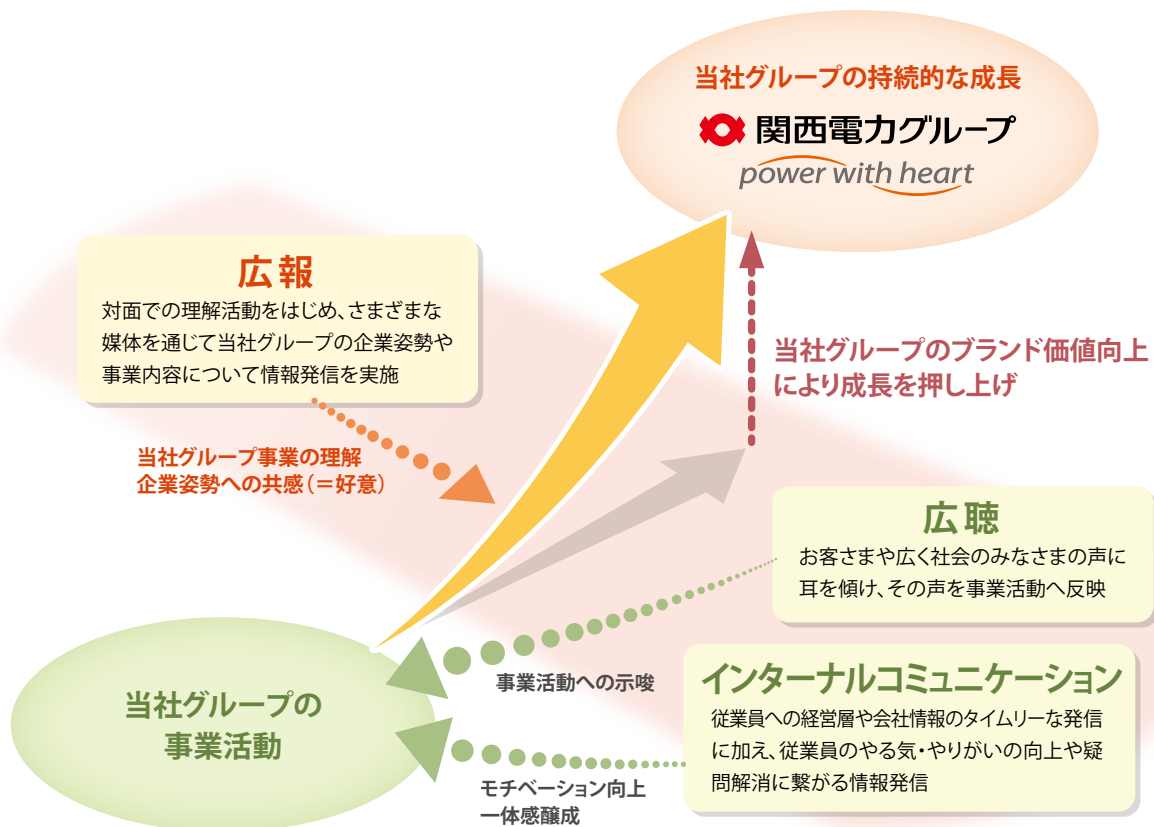 当社グループの持続的な成長
関西電力グループ
power with heart
広報
対面での理解活動をはじめ、さまざまな
媒体を通じて当社グループの企業姿勢や
事業内容について情報発信を実施
当社グループのブランド価値向上
により成長を押し上げ
当社グループ事業の理解
企業姿勢への共感(=好意)
広聴
お客さまや広く社会のみなさまの声に
耳を傾け、その声を事業活動へ反映
事業活動への示唆
当社グループの
事業活動
インターナルコミュニケーション
従業員への経営層や会社情報のタイムリーな発信
に加え、従業員のやる気・やりがいの向上や疑
問解消に繋がる情報発信
モチベーション向上
一体感醸成